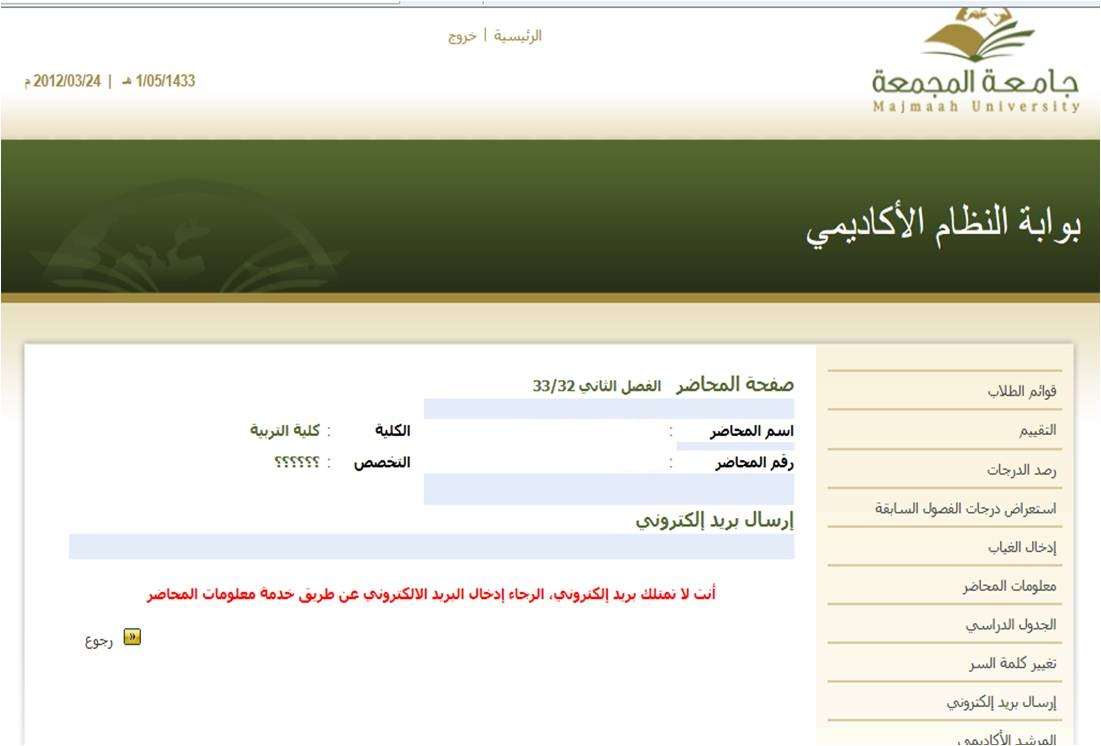 الرئيسية | خروج
جامعة المجمعة
Majmaah University
1/05/1433 هـ | 2012/03/24 م
بوابة النظام الأكاديمي
قوائم الطلاب
التقييم
رصد الدرجات
استعراض درجات الفصول السابقة
إدخال الغياب
معلومات المحاضر
الجدول الدراسي
تغيير كلمة السر
إرسال بريد إلكتروني
المرشد الأكاديمي
صفحة المحاضر الفصل الثاني 33/32
اسم المحاضر : الكلية : كلية التربية
رقم المحاضر : التخصص : ؟؟؟؟؟؟
إرسال بريد إلكتروني
أنت لا تمتلك بريد إلكتروني، الرجاء إدخال البريد الالكتروني عن طريق خدمة معلومات المحاضر
رجوع